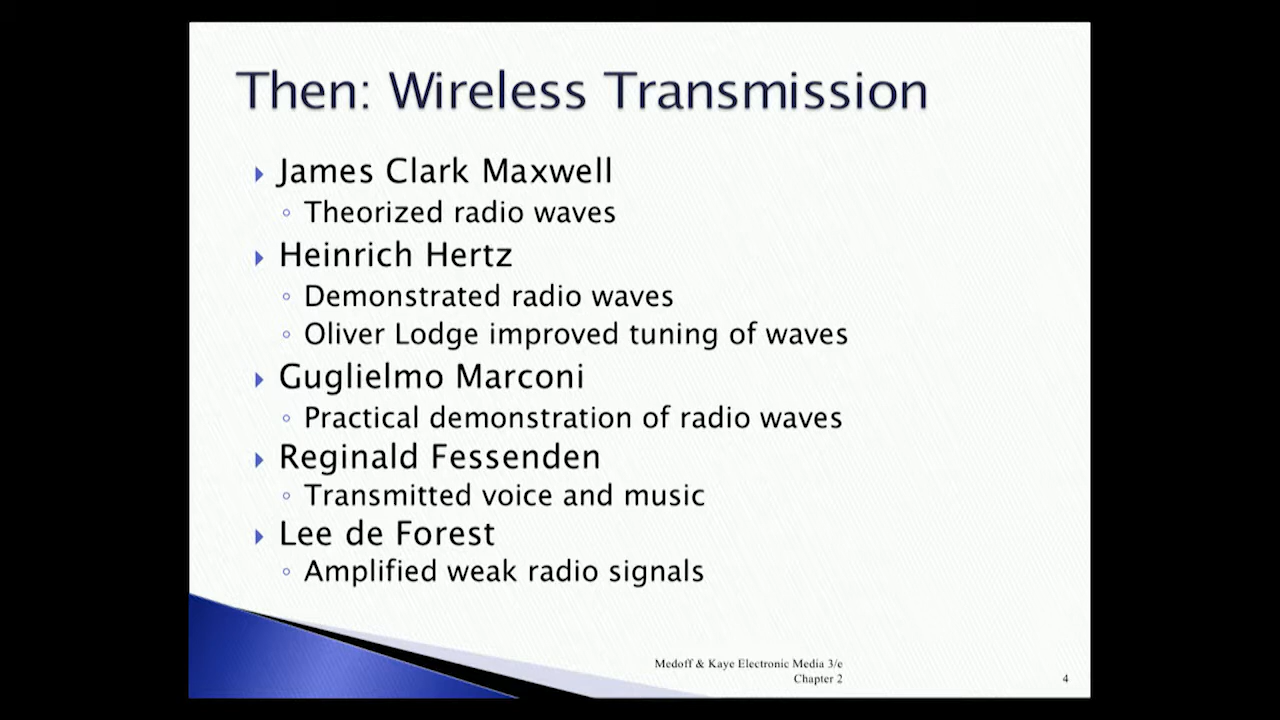 Then: Wireless Transmission
James Clark Maxwell
Theorized radio waves
Heinrich Hertz
Demonstrated radio waves
Oliver Lodge improved tuning of waves
Guglielmo Marconi
Practical demonstration of radio waves
Reginald Fessenden
Transmitted voice and music
Lee de Forest
Amplified weak radio signals
Medoff & Kaye Electronic Media 3/e
Chapter 2
4